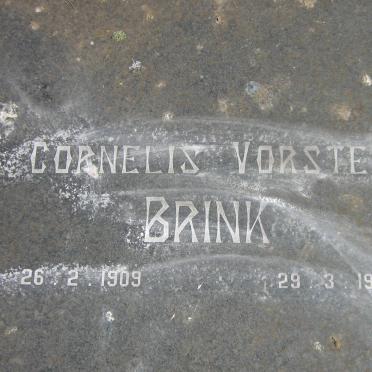 CORNELIS VORSTE
BRINK
26 . 2 . 1909 29 . 3 . 19